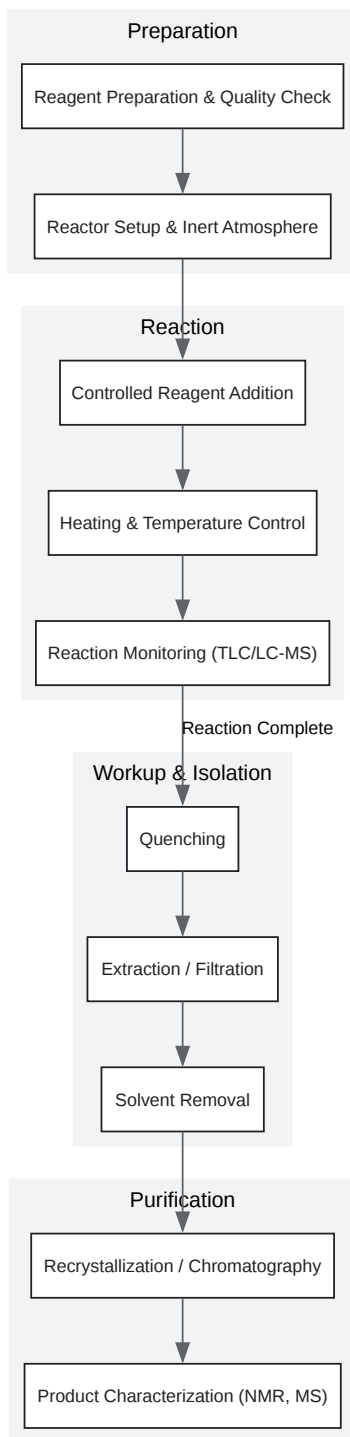 Preparation
Reagent Preparation & Quality Check
Reactor Setup & Inert Atmosphere
Reaction
Controlled Reagent Addition
Heating & Temperature Control
Reaction Monitoring (TLC/LC-MS)
Reaction Complete
Workup & Isolation
Quenching
Extraction / Filtration
Solvent Removal
Purification
Recrystallization / Chromatography
Product Characterization (NMR, MS)